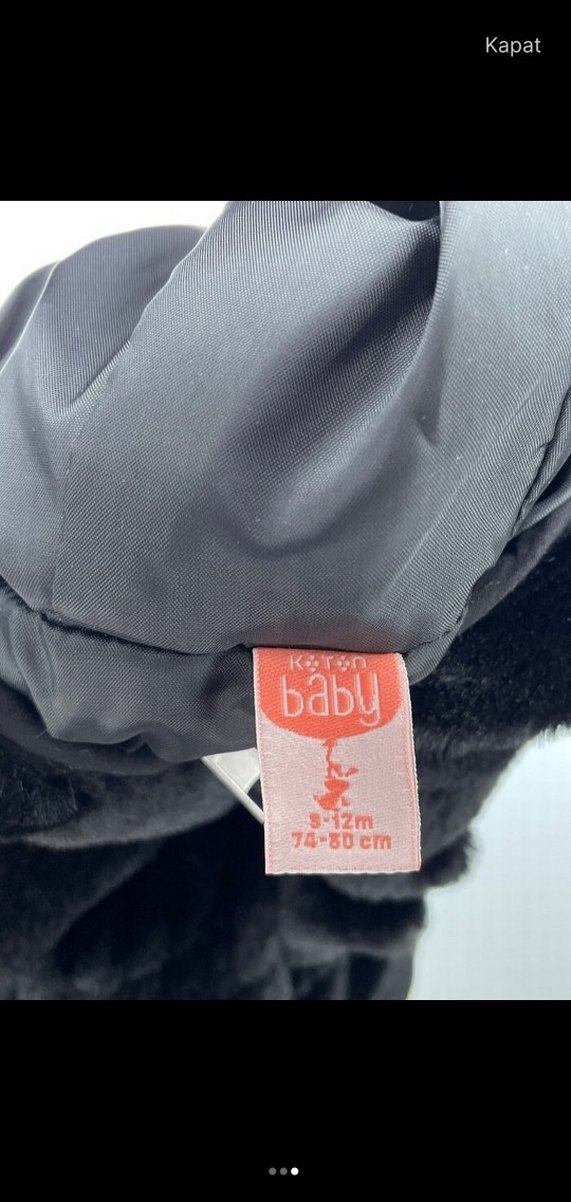 Kapat
KOTON
baby
9-12m
74-80 cm